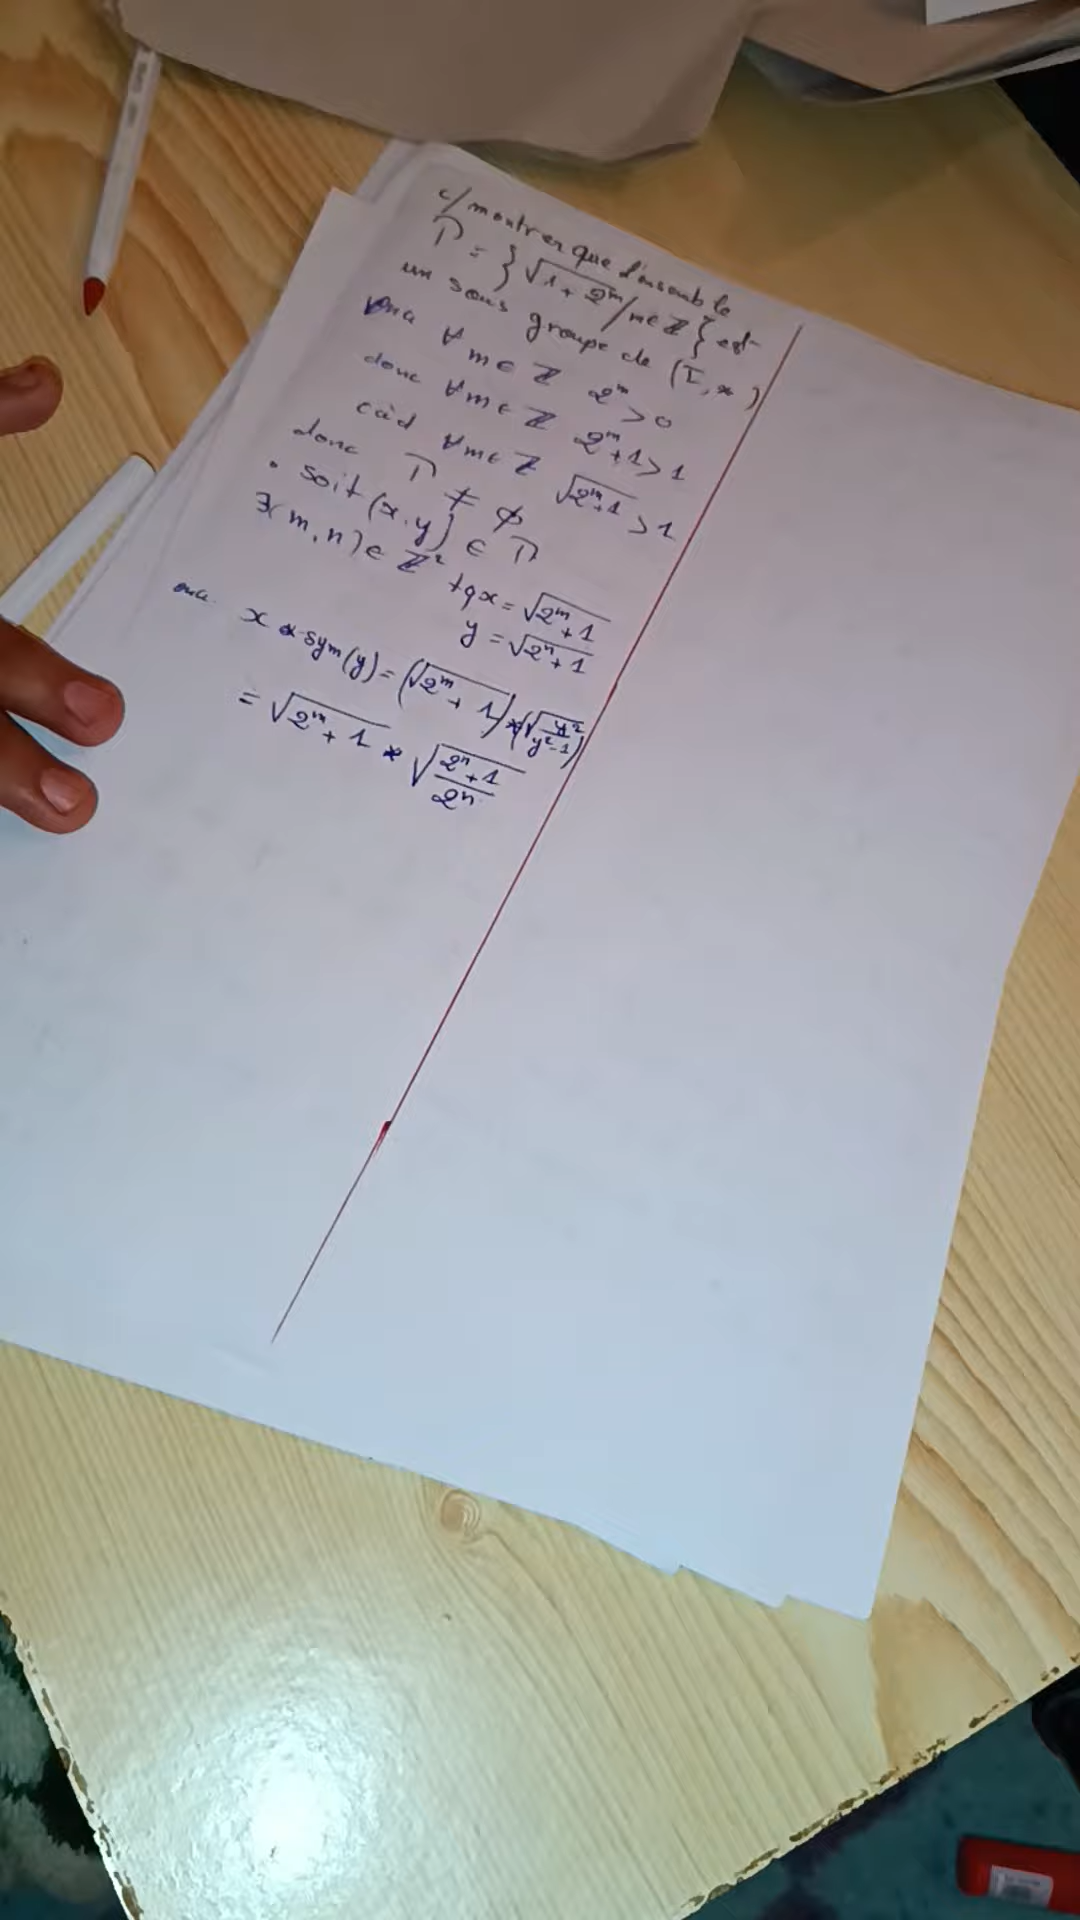 c/ montrer que l'ensemble
Γ = {√(1+2^m) / m∈ℤ} est
un sous groupe de (I, *)
ona ∀m∈ℤ 2^m > 0
donc ∀m∈ℤ 2^m+1 > 1
càd ∀m∈ℤ √(2^m+1) > 1
donc Γ ≠ ∅
• soit (x,y) ∈ Γ
∃(m,n)∈ℤ² tq x = √(2^m+1)
y = √(2^n+1)
ona x * sym(y) = (√(2^m+1)) * (√(y²/(y²-1)))
= √(2^m+1) * √((2^n+1)/2^n)